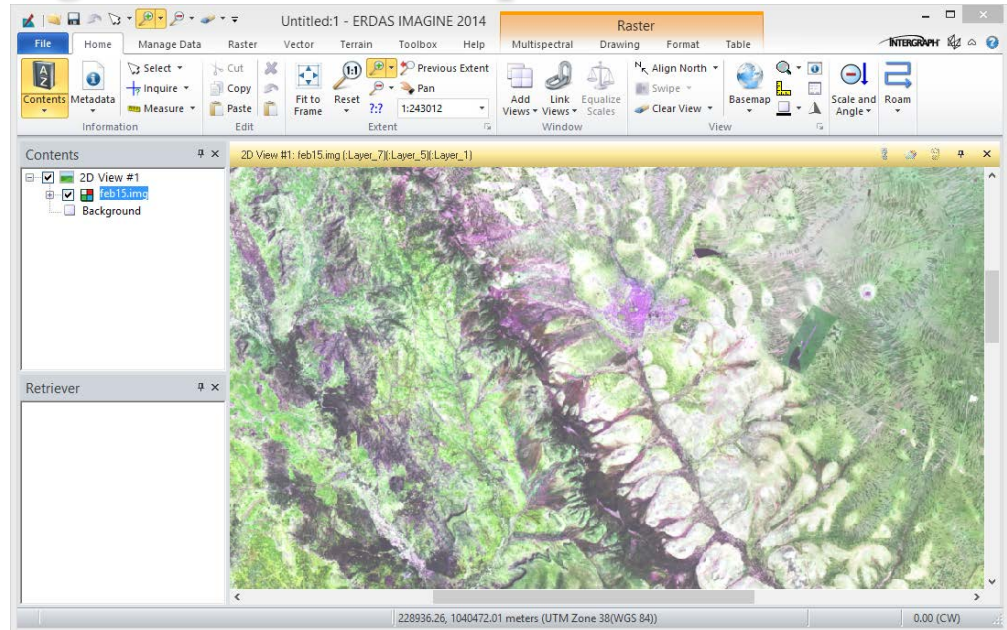 Untitled:1 - ERDAS IMAGINE 2014
Raster
File Home Manage Data Raster Vector Terrain Toolbox Help Multispectral Drawing Format Table INTERGRAPH
Contents
Metadata
Select
Inquire
Measure
Information
Cut
Copy
Paste
Edit
Fit to Frame
1:1
Reset
?:?
Previous Extent
Pan
1:243012
Extent
Add Views
Link Views
Equalize Scales
Window
Align North
Swipe
Clear View
Basemap
View
Scale and Angle
Roam
Contents
2D View #1: feb15.img (:Layer_7)(:Layer_5)(:Layer_1)
2D View #1
feb15.img
Background
Retriever
228936.26, 1040472.01 meters (UTM Zone 38(WGS 84))
0.00 (CW)